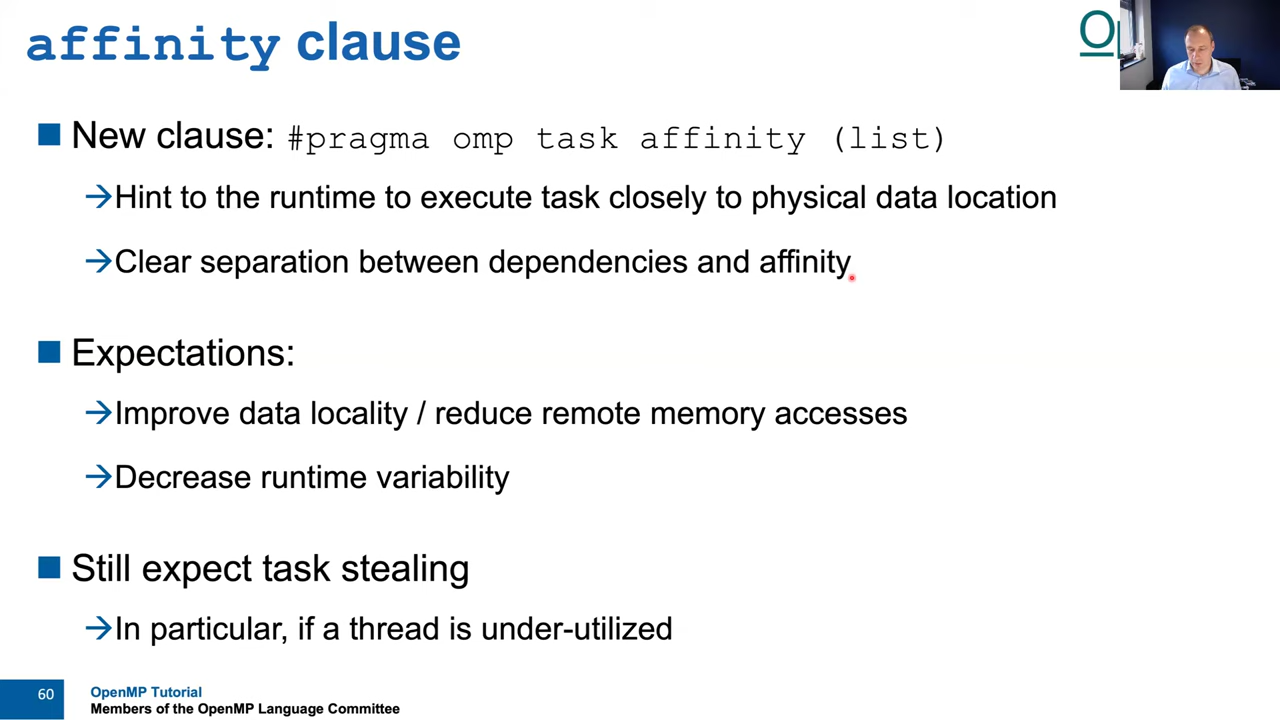 affinity clause
New clause: #pragma omp task affinity (list)
→Hint to the runtime to execute task closely to physical data location
→Clear separation between dependencies and affinity
Expectations:
→Improve data locality / reduce remote memory accesses
→Decrease runtime variability
Still expect task stealing
→In particular, if a thread is under-utilized
60
OpenMP Tutorial
Members of the OpenMP Language Committee